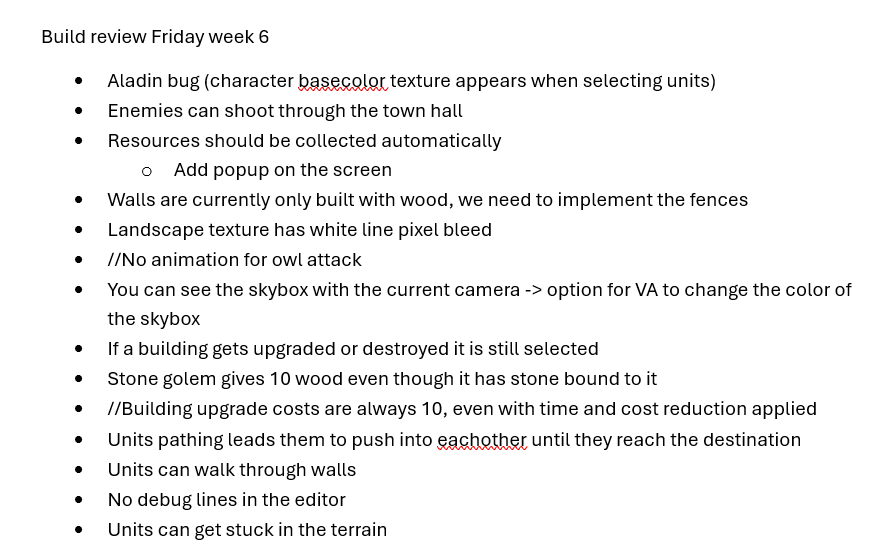 Build review Friday week 6
• Aladin bug (character basecolor texture appears when selecting units)
• Enemies can shoot through the town hall
• Resources should be collected automatically
o Add popup on the screen
• Walls are currently only built with wood, we need to implement the fences
• Landscape texture has white line pixel bleed
• //No animation for owl attack
• You can see the skybox with the current camera -> option for VA to change the color of
the skybox
• If a building gets upgraded or destroyed it is still selected
• Stone golem gives 10 wood even though it has stone bound to it
• //Building upgrade costs are always 10, even with time and cost reduction applied
• Units pathing leads them to push into eachother until they reach the destination
• Units can walk through walls
• No debug lines in the editor
• Units can get stuck in the terrain